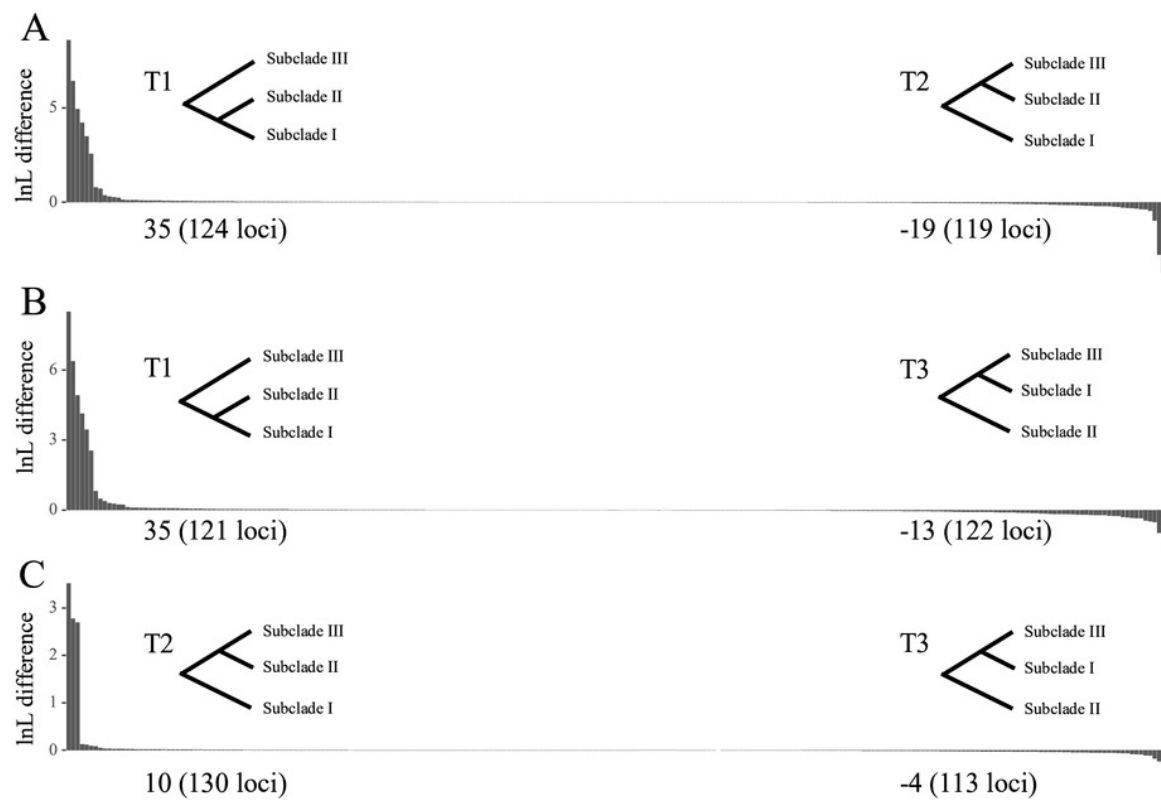 A
lnL difference
5
0
T1
Subclade III
Subclade II
Subclade I
T2
Subclade III
Subclade II
Subclade I
35 (124 loci)
-19 (119 loci)
B
lnL difference
6
3
0
T1
Subclade III
Subclade II
Subclade I
T3
Subclade III
Subclade I
Subclade II
35 (121 loci)
-13 (122 loci)
C
lnL difference
3
2
1
0
T2
Subclade III
Subclade II
Subclade I
T3
Subclade III
Subclade I
Subclade II
10 (130 loci)
-4 (113 loci)